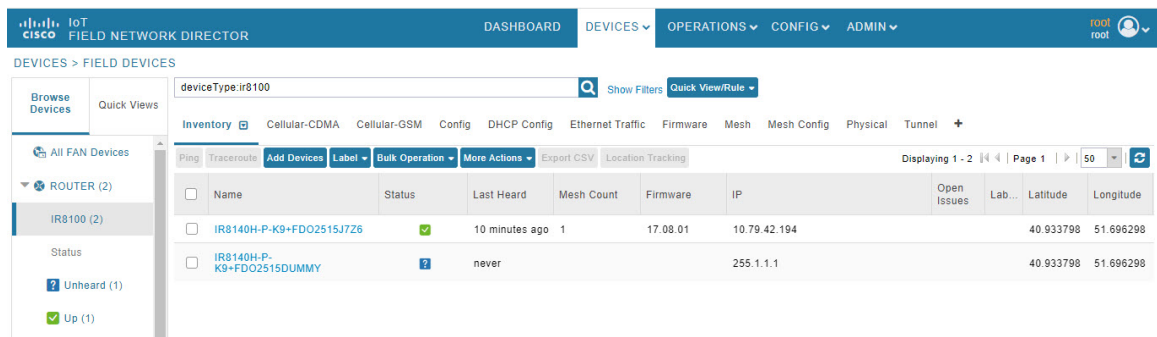 IoT
CISCO FIELD NETWORK DIRECTOR
DASHBOARD DEVICES OPERATIONS CONFIG ADMIN
root
root
DEVICES > FIELD DEVICES
Browse Devices
Quick Views
deviceType:ir8100
Show Filters Quick View/Rule
Inventory Cellular-CDMA Cellular-GSM Config DHCP Config Ethernet Traffic Firmware Mesh Mesh Config Physical Tunnel +
All FAN Devices
ROUTER (2)
IR8100 (2)
Status
? Unheard (1)
Up (1)
Ping Traceroute Add Devices Label Bulk Operation More Actions Export CSV Location Tracking
Displaying 1 - 2 Page 1 50
Name Status Last Heard Mesh Count Firmware IP Open Issues Lab... Latitude Longitude
IR8140H-P-K9+FDO2515J7Z6 10 minutes ago 1 17.08.01 10.79.42.194 40.933798 51.696298
IR8140H-P-
K9+FDO2515DUMMY ? never 255.1.1.1 40.933798 51.696298